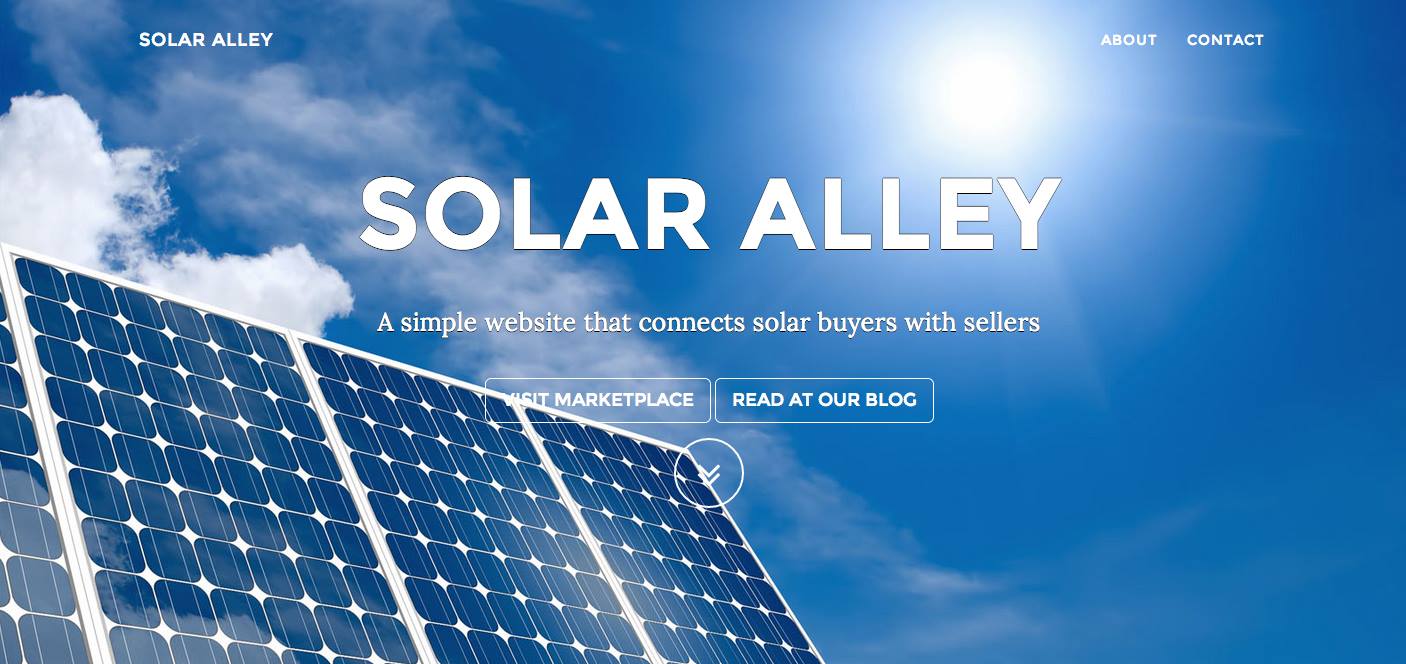 SOLAR ALLEY
ABOUT CONTACT
SOLAR ALLEY
A simple website that connects solar buyers with sellers
VISIT MARKETPLACE
READ AT OUR BLOG